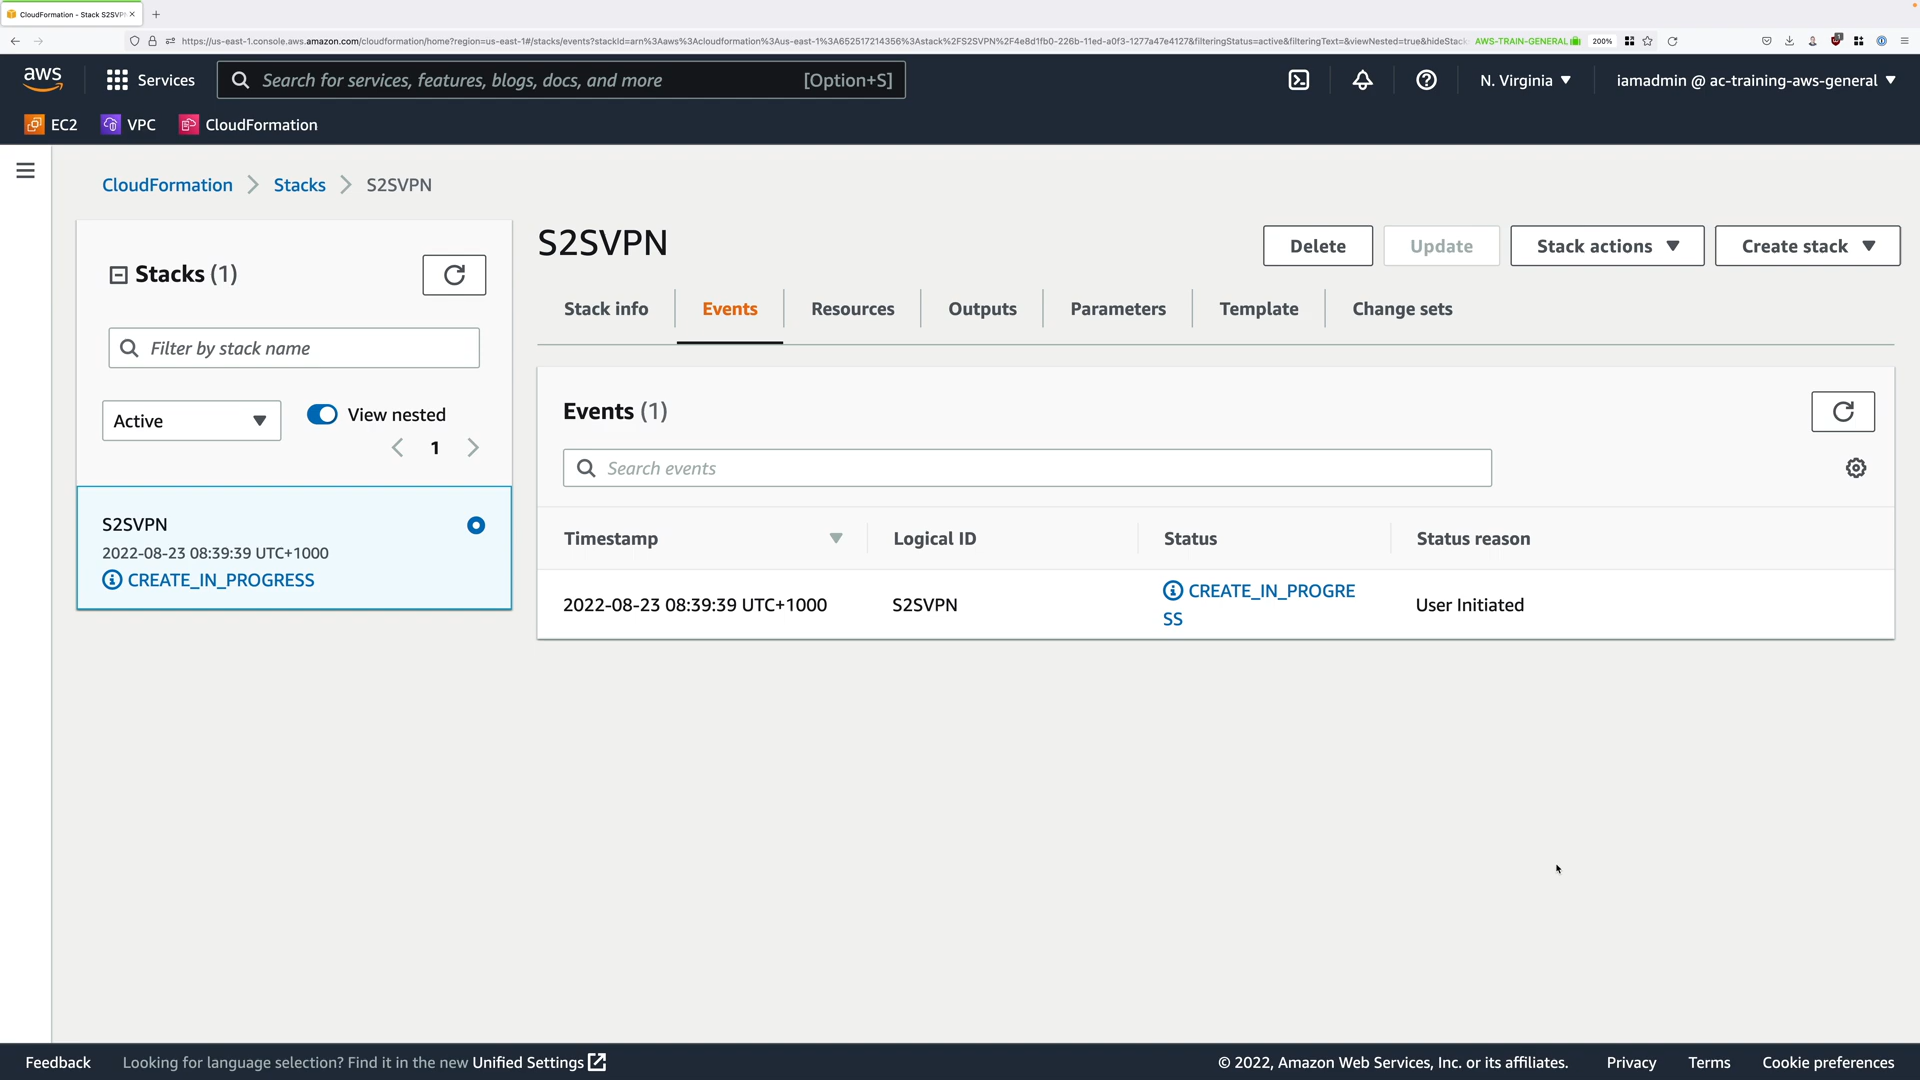 CloudFormation - Stack S2SVPN
https://us-east-1.console.aws.amazon.com/cloudformation/home?region=us-east-1#/stacks/events?stackId=arn%3Aaws%3Acloudformation%3Aus-east-1%3A652517214356%3Astack%2FS2SVPN%2F4e8d1fb0-226b-11ed-a0f3-1277a47e4127&filteringStatus=active&filteringText=&viewNested=true&hideStack
AWS-TRAIN-GENERAL
200%
aws
Services
Search for services, features, blogs, docs, and more
[Option+S]
N. Virginia
iamadmin @ ac-training-aws-general
EC2
VPC
CloudFormation
CloudFormation
Stacks
S2SVPN
Stacks (1)
Filter by stack name
Active
View nested
1
S2SVPN
2022-08-23 08:39:39 UTC+1000
CREATE_IN_PROGRESS
S2SVPN
Delete
Update
Stack actions
Create stack
Stack info
Events
Resources
Outputs
Parameters
Template
Change sets
Events (1)
Search events
Timestamp
Logical ID
Status
Status reason
2022-08-23 08:39:39 UTC+1000
S2SVPN
CREATE_IN_PROGRE
SS
User Initiated
Feedback
Looking for language selection? Find it in the new Unified Settings
© 2022, Amazon Web Services, Inc. or its affiliates.
Privacy
Terms
Cookie preferences